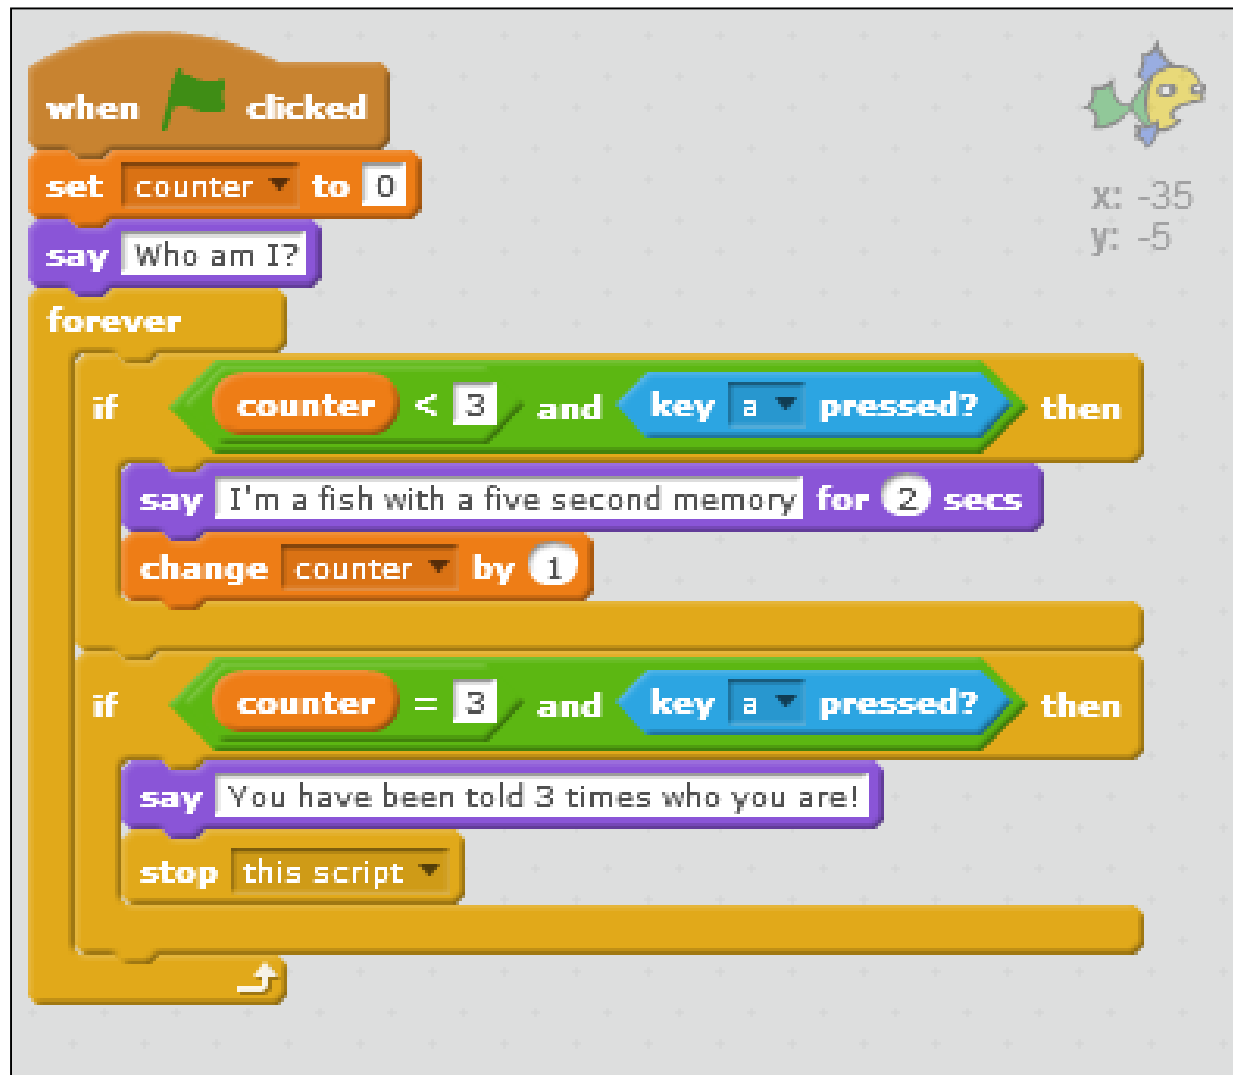 when clicked
set counter to 0
say Who am I?
forever
if counter < 3 and key a pressed? then
say I'm a fish with a five second memory for 2 secs
change counter by 1
if counter = 3 and key a pressed? then
say You have been told 3 times who you are!
stop this script
x: -35
y: -5